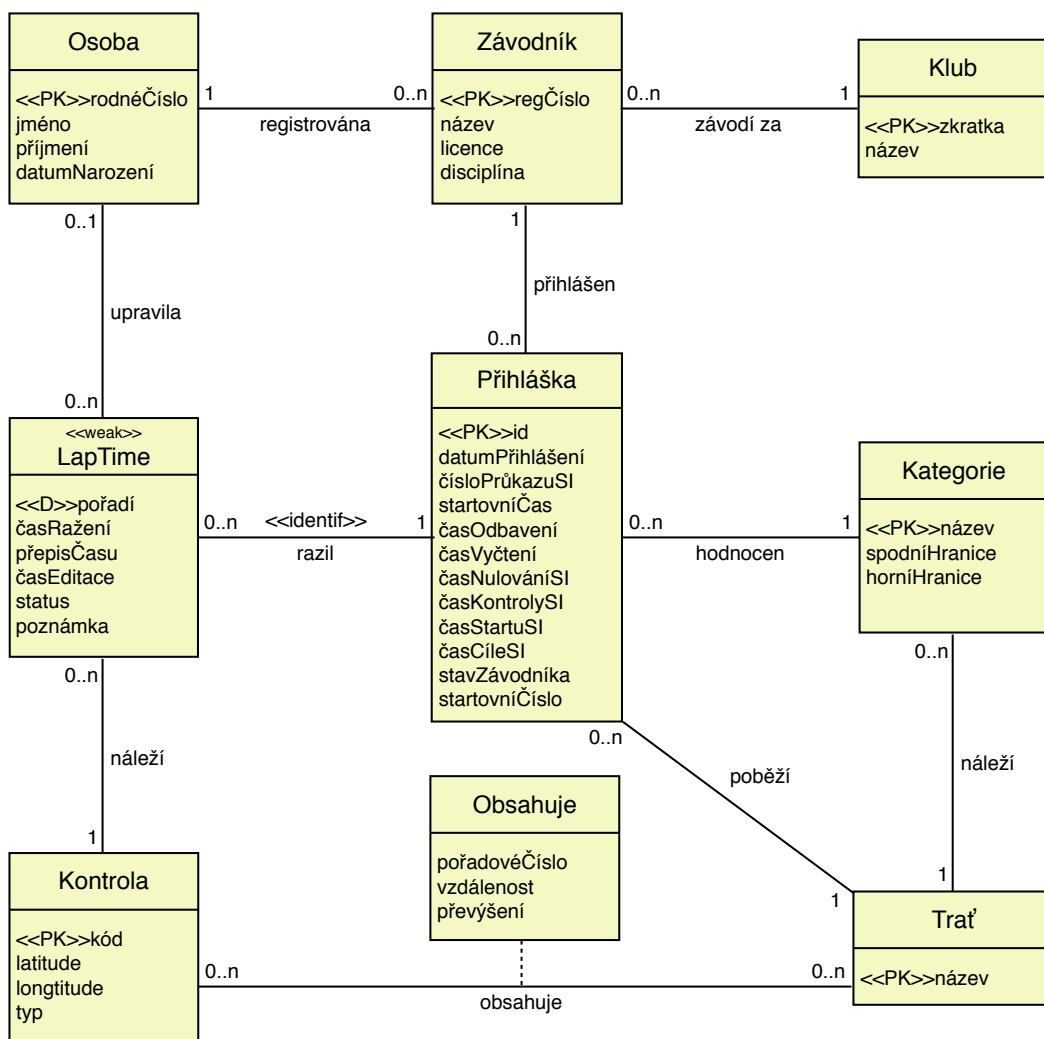 Osoba
<<PK>>rodnéČíslo
jméno
příjmení
datumNarození
1
0..n
registrována
Závodník
<<PK>>regČíslo
název
licence
disciplína
0..n
1
závodí za
Klub
<<PK>>zkratka
název
0..1
upravila
0..n
1
přihlášen
0..n
<<weak>>
LapTime
<<D>>pořadí
časRažení
přepisČasu
časEditace
status
poznámka
0..n
<<identif>>
1
razil
Přihláška
<<PK>>id
datumPřihlášení
čísloPrůkazuSI
startovníČas
časOdbavení
časVyčtení
časNulováníSI
časKontrolySI
časStartuSI
časCíleSI
stavZávodníka
startovníČíslo
0..n
1
hodnocen
Kategorie
<<PK>>název
spodníHranice
horníHranice
0..n
náleží
1
0..n
poběží
1
0..n
náleží
1
Kontrola
<<PK>>kód
latitude
longtitude
typ
Obsahuje
pořadovéČíslo
vzdálenost
převýšení
0..n
0..n
obsahuje
Trať
<<PK>>název